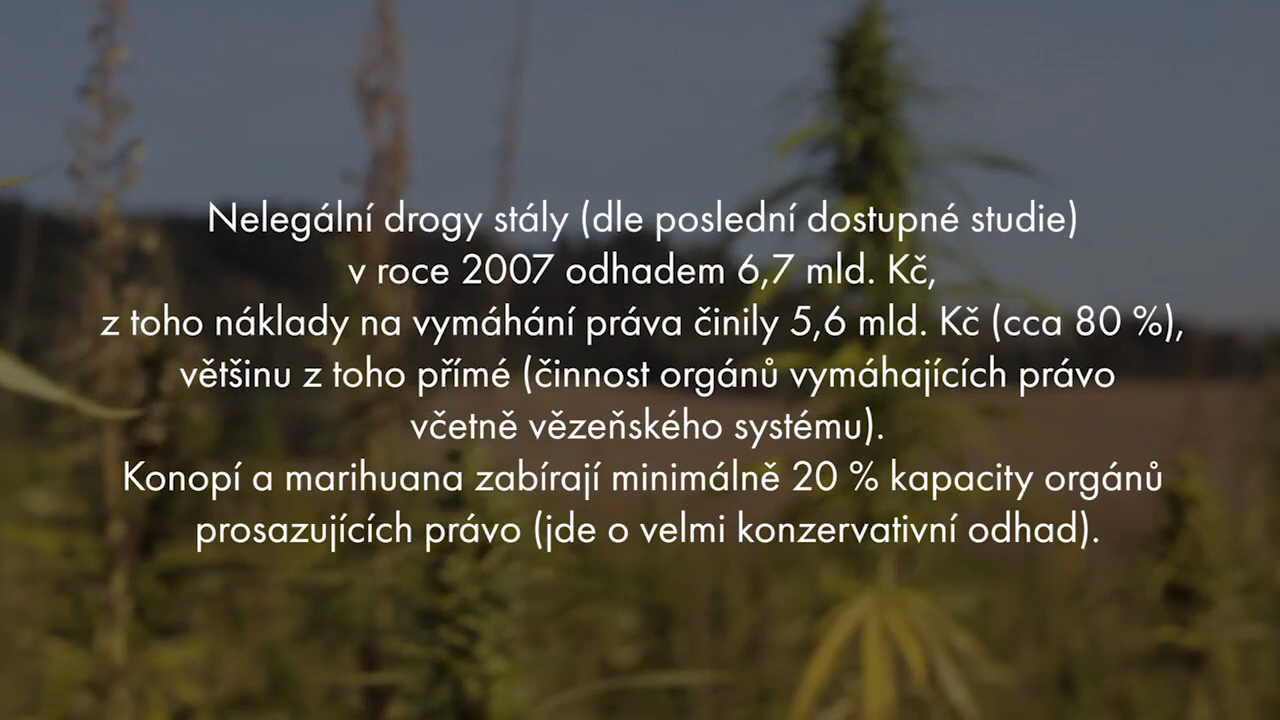 Nelegální drogy stály (dle poslední dostupné studie)
v roce 2007 odhadem 6,7 mld. Kč,
z toho náklady na vymáhání práva činily 5,6 mld. Kč (cca 80 %),
většinu z toho přímé (činnost orgánů vymáhajících právo
včetně vězeňského systému).
Konopí a marihuana zabírají minimálně 20 % kapacity orgánů
prosazujících právo (jde o velmi konzervativní odhad).